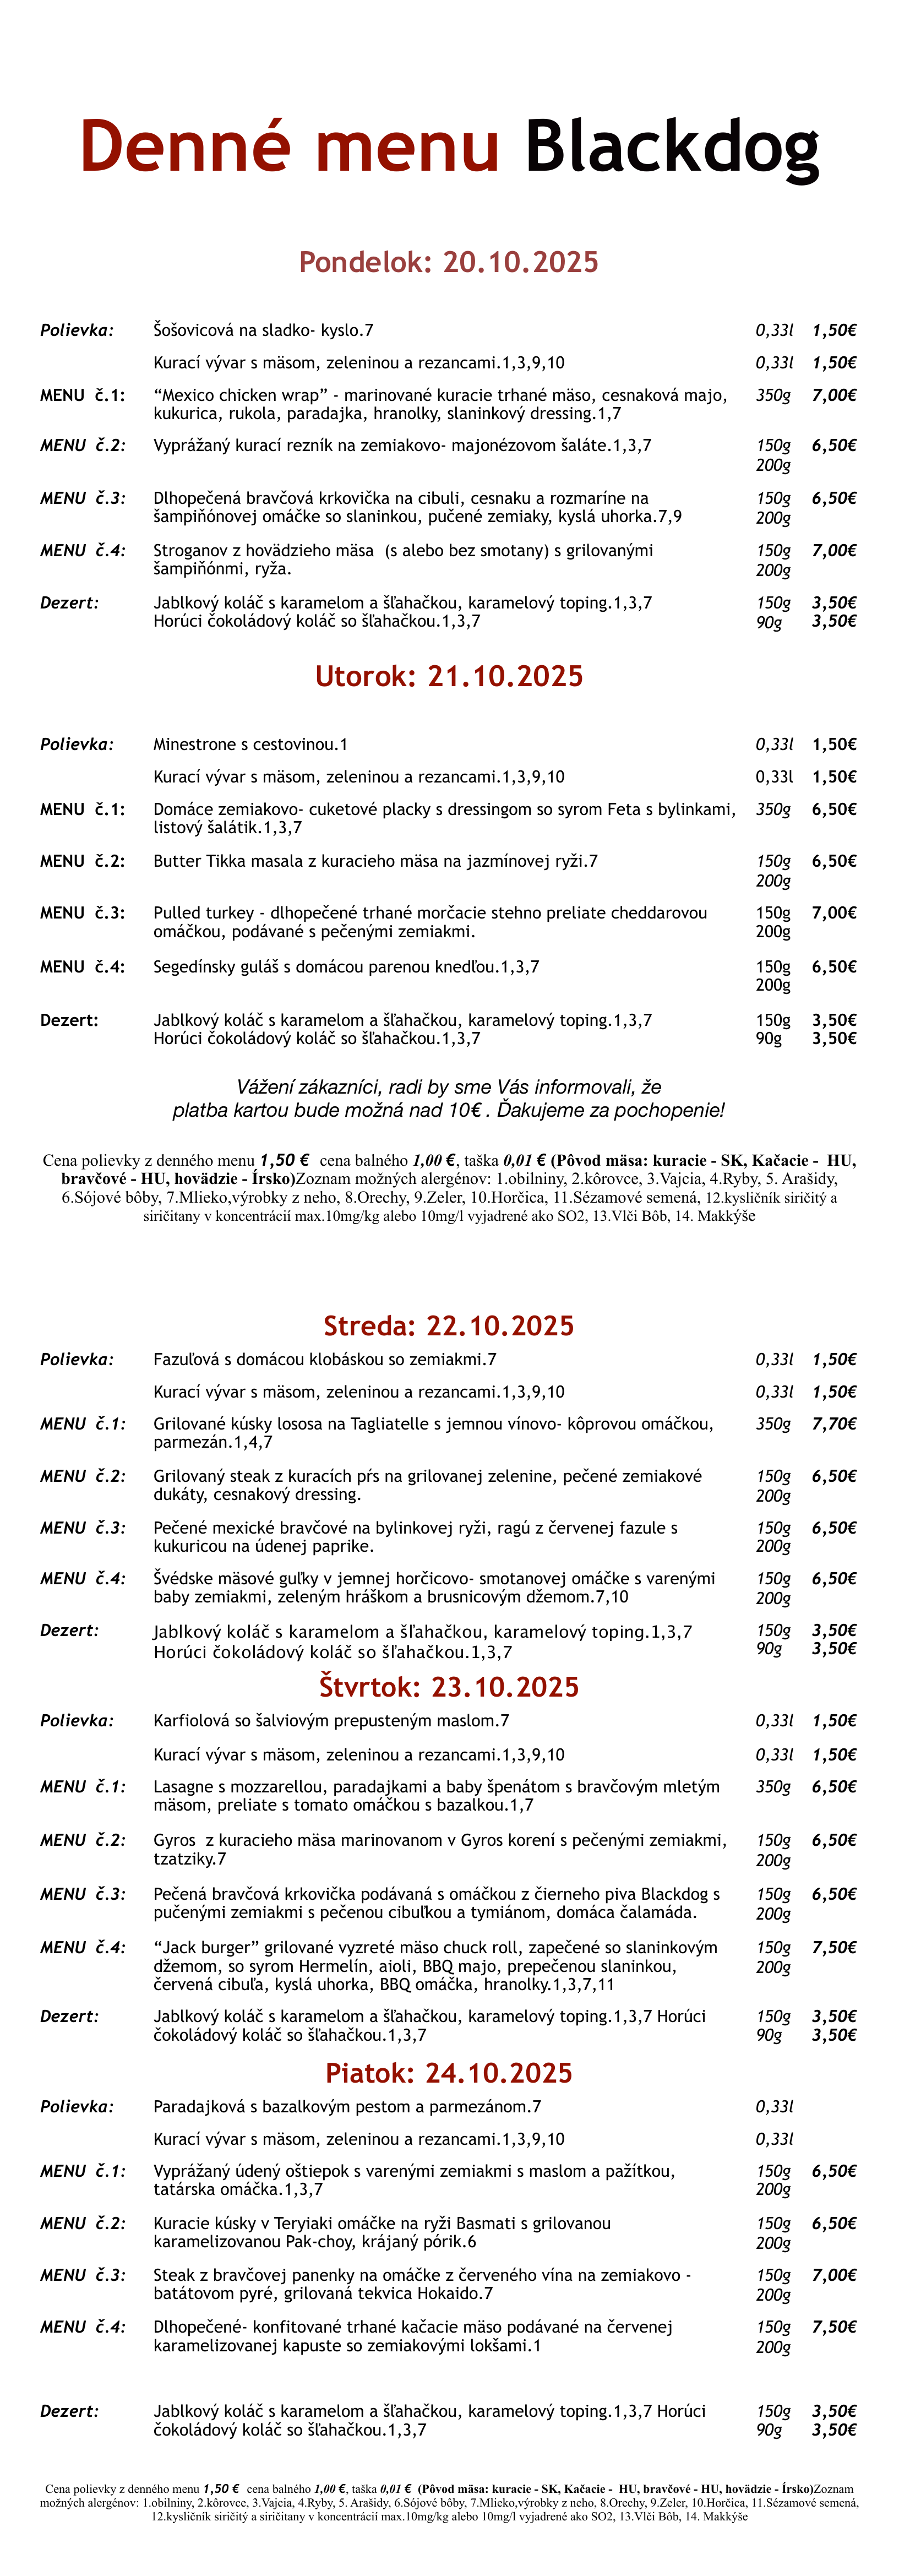 Denné menu Blackdog
Pondelok: 20.10.2025
Polievka: Šošovicová na sladko- kyslo.7 0,33l 1,50€
Kurací vývar s mäsom, zeleninou a rezancami.1,3,9,10 0,33l 1,50€
MENU č.1: “Mexico chicken wrap” - marinované kuracie trhané mäso, cesnaková majo, 350g 7,00€
kukurica, rukola, paradajka, hranolky, slaninkový dressing.1,7
MENU č.2: Vyprážaný kurací rezník na zemiakovo- majonézovom šaláte.1,3,7 150g 6,50€
200g
MENU č.3: Dlhopečená bravčová krkovička na cibuli, cesnaku a rozmaríne na 150g 6,50€
šampiňónovej omáčke so slaninkou, pučené zemiaky, kyslá uhorka.7,9 200g
MENU č.4: Stroganov z hovädzieho mäsa (s alebo bez smotany) s grilovanými 150g 7,00€
šampiňónmi, ryža. 200g
Dezert: Jablkový koláč s karamelom a šľahačkou, karamelový toping.1,3,7 150g 3,50€
Horúci čokoládový koláč so šľahačkou.1,3,7 90g 3,50€
Utorok: 21.10.2025
Polievka: Minestrone s cestovinou.1 0,33l 1,50€
Kurací vývar s mäsom, zeleninou a rezancami.1,3,9,10 0,33l 1,50€
MENU č.1: Domáce zemiakovo- cuketové placky s dressingom so syrom Feta s bylinkami, 350g 6,50€
listový šalátik.1,3,7
MENU č.2: Butter Tikka masala z kuracieho mäsa na jazmínovej ryži.7 150g 6,50€
200g
MENU č.3: Pulled turkey - dlhopečené trhané morčacie stehno preliate cheddarovou 150g 7,00€
omáčkou, podávané s pečenými zemiakmi. 200g
MENU č.4: Segedínsky guláš s domácou parenou knedľou.1,3,7 150g 6,50€
200g
Dezert: Jablkový koláč s karamelom a šľahačkou, karamelový toping.1,3,7 150g 3,50€
Horúci čokoládový koláč so šľahačkou.1,3,7 90g 3,50€
Vážení zákazníci, radi by sme Vás informovali, že
platba kartou bude možná nad 10€ . Ďakujeme za pochopenie!
Cena polievky z denného menu 1,50 € cena balného 1,00 €, taška 0,01 € (Pôvod mäsa: kuracie - SK, Kačacie - HU,
bravčové - HU, hovädzie - Írsko)Zoznam možných alergénov: 1.obilniny, 2.kôrovce, 3.Vajcia, 4.Ryby, 5. Arašidy,
6.Sójové bôby, 7.Mlieko,výrobky z neho, 8.Orechy, 9.Zeler, 10.Horčica, 11.Sézamové semená, 12.kysličník siričitý a
siričitany v koncentrácií max.10mg/kg alebo 10mg/l vyjadrené ako SO2, 13.Vlči Bôb, 14. Makkýše
Streda: 22.10.2025
Polievka: Fazuľová s domácou klobáskou so zemiakmi.7 0,33l 1,50€
Kurací vývar s mäsom, zeleninou a rezancami.1,3,9,10 0,33l 1,50€
MENU č.1: Grilované kúsky lososa na Tagliatelle s jemnou vínovo- kôprovou omáčkou, 350g 7,70€
parmezán.1,4,7
MENU č.2: Grilovaný steak z kuracích pŕs na grilovanej zelenine, pečené zemiakové 150g 6,50€
dukáty, cesnakový dressing. 200g
MENU č.3: Pečené mexické bravčové na bylinkovej ryži, ragú z červenej fazule s 150g 6,50€
kukuricou na údenej paprike. 200g
MENU č.4: Švédske mäsové guľky v jemnej horčicovo- smotanovej omáčke s varenými 150g 6,50€
baby zemiakmi, zeleným hráškom a brusnicovým džemom.7,10 200g
Dezert: Jablkový koláč s karamelom a šľahačkou, karamelový toping.1,3,7 150g 3,50€
Horúci čokoládový koláč so šľahačkou.1,3,7 90g 3,50€
Štvrtok: 23.10.2025
Polievka: Karfiolová so šalviovým prepusteným maslom.7 0,33l 1,50€
Kurací vývar s mäsom, zeleninou a rezancami.1,3,9,10 0,33l 1,50€
MENU č.1: Lasagne s mozzarellou, paradajkami a baby špenátom s bravčovým mletým 350g 6,50€
mäsom, preliate s tomato omáčkou s bazalkou.1,7
MENU č.2: Gyros z kuracieho mäsa marinovanom v Gyros korení s pečenými zemiakmi, 150g 6,50€
tzatziky.7 200g
MENU č.3: Pečená bravčová krkovička podávaná s omáčkou z čierneho piva Blackdog s 150g 6,50€
pučenými zemiakmi s pečenou cibuľkou a tymiánom, domáca čalamáda. 200g
MENU č.4: “Jack burger” grilované vyzreté mäso chuck roll, zapečené so slaninkovým 150g 7,50€
džemom, so syrom Hermelín, aioli, BBQ majo, prepečenou slaninkou, 200g
červená cibuľa, kyslá uhorka, BBQ omáčka, hranolky.1,3,7,11
Dezert: Jablkový koláč s karamelom a šľahačkou, karamelový toping.1,3,7 Horúci 150g 3,50€
čokoládový koláč so šľahačkou.1,3,7 90g 3,50€
Piatok: 24.10.2025
Polievka: Paradajková s bazalkovým pestom a parmezánom.7 0,33l
Kurací vývar s mäsom, zeleninou a rezancami.1,3,9,10 0,33l
MENU č.1: Vyprážaný údený oštiepok s varenými zemiakmi s maslom a pažítkou, 150g 6,50€
tatárska omáčka.1,3,7 200g
MENU č.2: Kuracie kúsky v Teryiaki omáčke na ryži Basmati s grilovanou 150g 6,50€
karamelizovanou Pak-choy, krájaný pórik.6 200g
MENU č.3: Steak z bravčovej panenky na omáčke z červeného vína na zemiakovo - 150g 7,00€
batátovom pyré, grilovaná tekvica Hokaido.7 200g
MENU č.4: Dlhopečené- konfitované trhané kačacie mäso podávané na červenej 150g 7,50€
karamelizovanej kapuste so zemiakovými lokšami.1 200g
Dezert: Jablkový koláč s karamelom a šľahačkou, karamelový toping.1,3,7 Horúci 150g 3,50€
čokoládový koláč so šľahačkou.1,3,7 90g 3,50€
Cena polievky z denného menu 1,50 € cena balného 1,00 €, taška 0,01 € (Pôvod mäsa: kuracie - SK, Kačacie - HU, bravčové - HU, hovädzie - Írsko)Zoznam
možných alergénov: 1.obilniny, 2.kôrovce, 3.Vajcia, 4.Ryby, 5. Arašidy, 6.Sójové bôby, 7.Mlieko,výrobky z neho, 8.Orechy, 9.Zeler, 10.Horčica, 11.Sézamové semená,
12.kysličník siričitý a siričitany v koncentrácií max.10mg/kg alebo 10mg/l vyjadrené ako SO2, 13.Vlči Bôb, 14. Makkýše